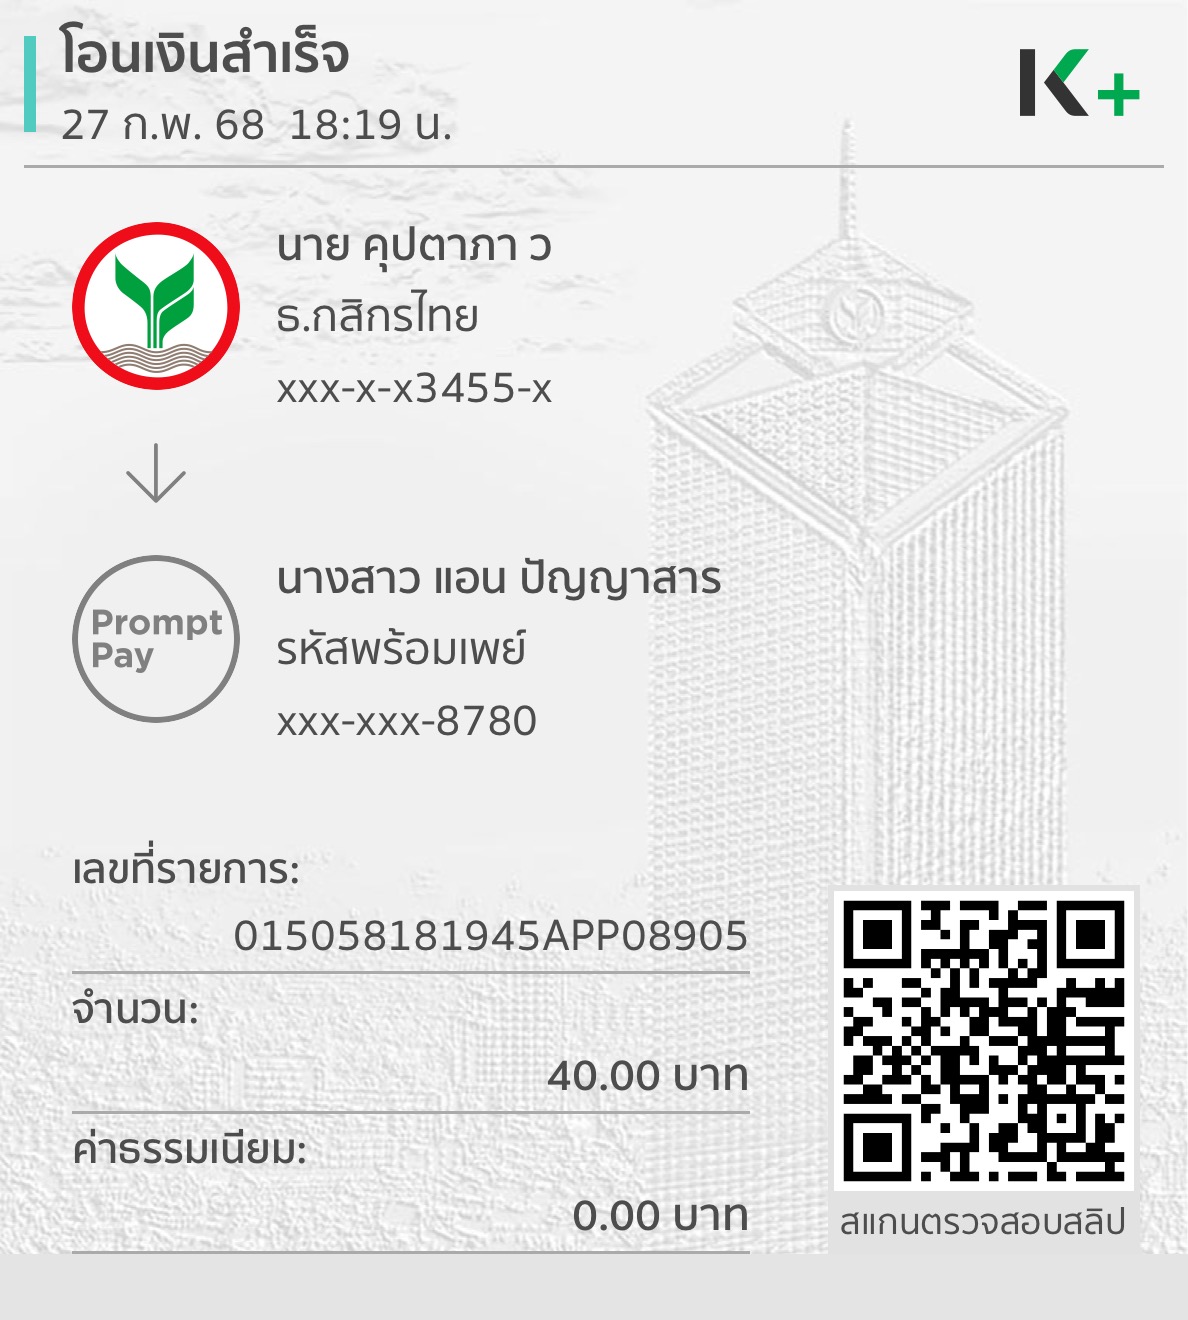 โอนเงินสำเร็จ
27 ก.พ. 68  18:19 น.
K+
นาย คุปตาภา ว
ธ.กสิกรไทย
xxx-x-x3455-x
Prompt
Pay
นางสาว แอน ปัญญาสาร
รหัสพร้อมเพย์
xxx-xxx-8780
เลขที่รายการ:
015058181945APP08905
จำนวน:
40.00 บาท
ค่าธรรมเนียม:
0.00 บาท
สแกนตรวจสอบสลิป